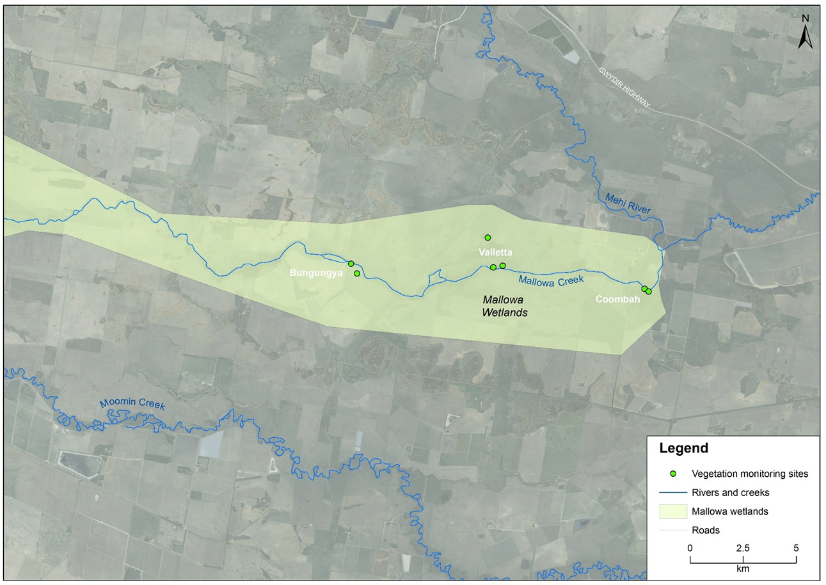 N
GWYDIR HIGHWAY
Mehi River
Valletta
Bungungya
Mallowa Creek
Coombah
Mallowa
Wetlands
Moomin Creek
Legend
Vegetation monitoring sites
Rivers and creeks
Mallowa wetlands
Roads
0 2.5 5
km